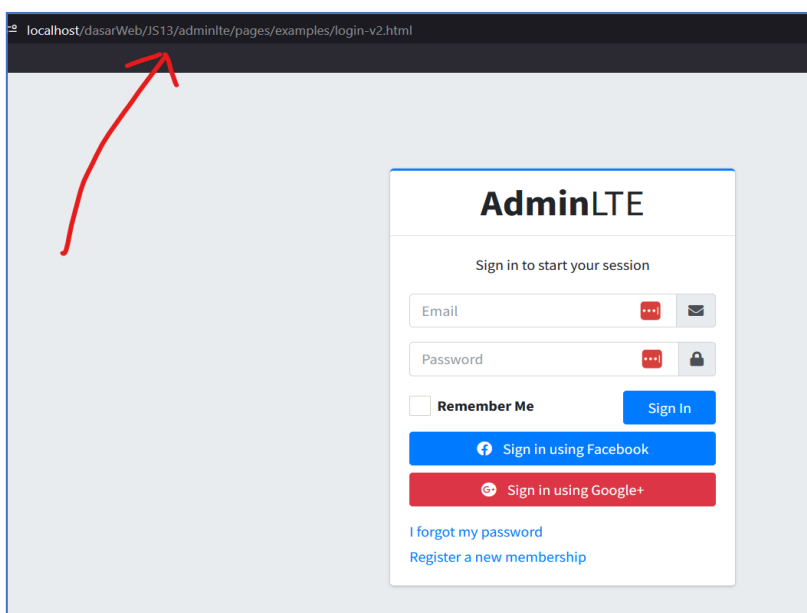 localhost/dasarWeb/JS13/adminlte/pages/examples/login-v2.html
AdminLTE
Sign in to start your session
Email
Password
Remember Me
Sign In
Sign in using Facebook
G+ Sign in using Google+
I forgot my password
Register a new membership